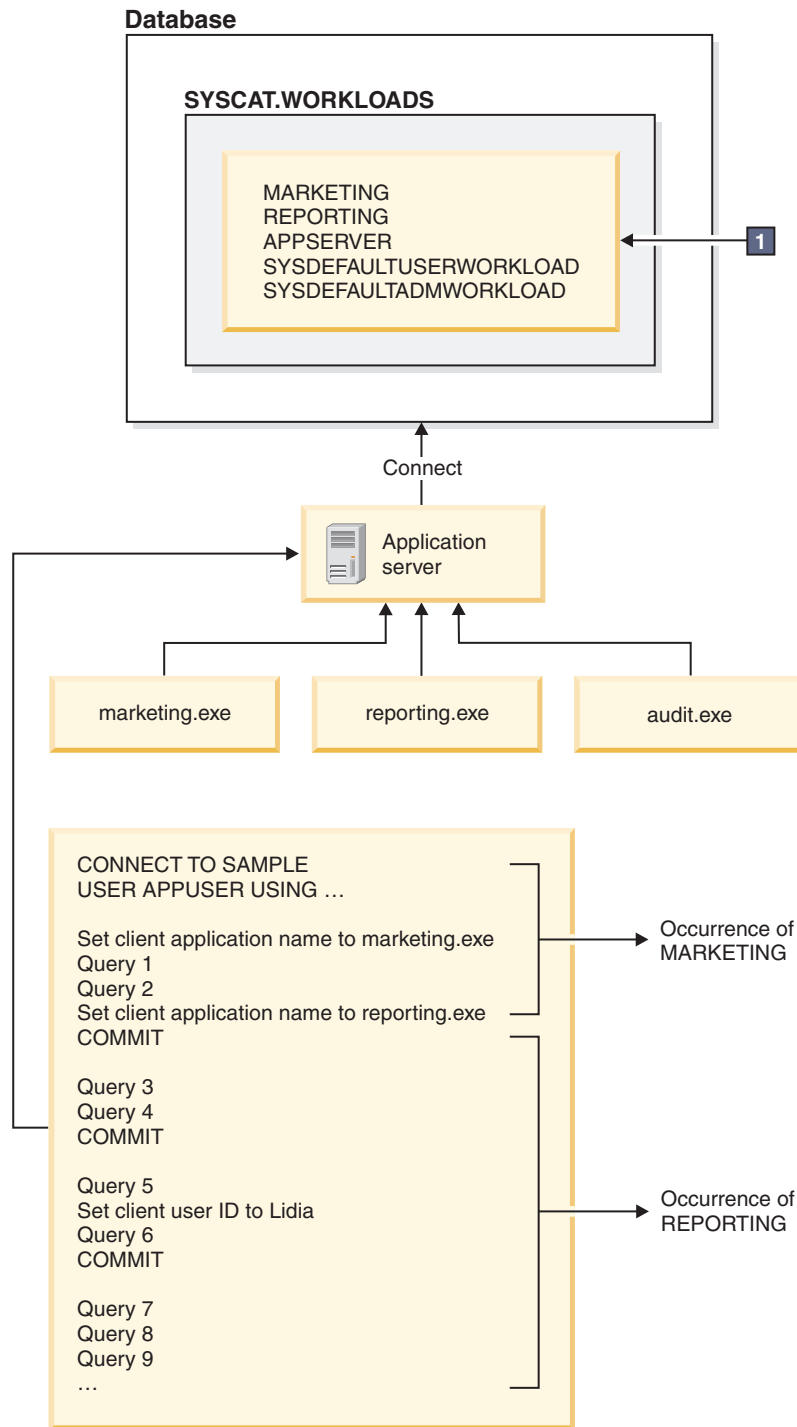 Database
SYSCAT.WORKLOADS
MARKETING
REPORTING
APPSERVER
SYSDEFAULTUSERWORKLOAD
SYSDEFAULTADMWORKLOAD
1
Connect
Application
server
marketing.exe
reporting.exe
audit.exe
CONNECT TO SAMPLE
USER APPUSER USING …
Set client application name to marketing.exe
Query 1
Query 2
Set client application name to reporting.exe
COMMIT
Query 3
Query 4
COMMIT
Query 5
Set client user ID to Lidia
Query 6
COMMIT
Query 7
Query 8
Query 9
…
Occurrence of
MARKETING
Occurrence of
REPORTING